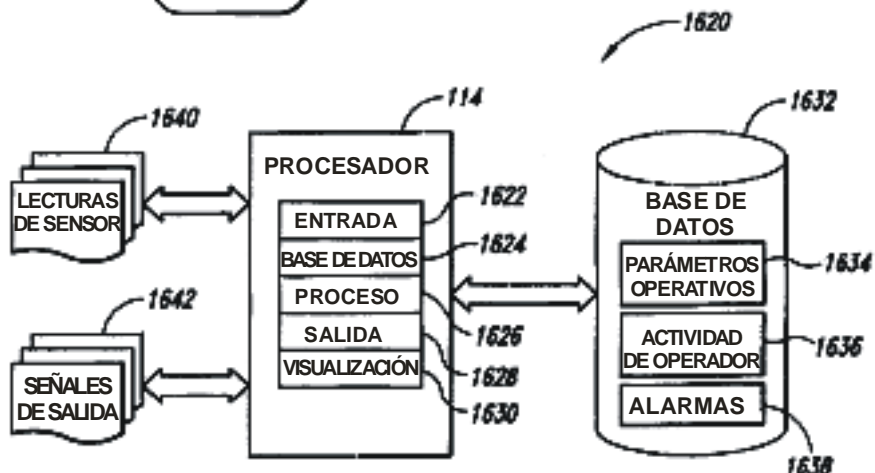 1620
1640
LECTURAS
DE SENSOR
1642
SEÑALES
DE SALIDA
114
PROCESADOR
ENTRADA
1622
BASE DE DATOS
1624
PROCESO
1626
SALIDA
1628
VISUALIZACIÓN
1630
1632
BASE DE
DATOS
PARÁMETROS
OPERATIVOS
1634
ACTIVIDAD
DE OPERADOR
1636
ALARMAS
1638